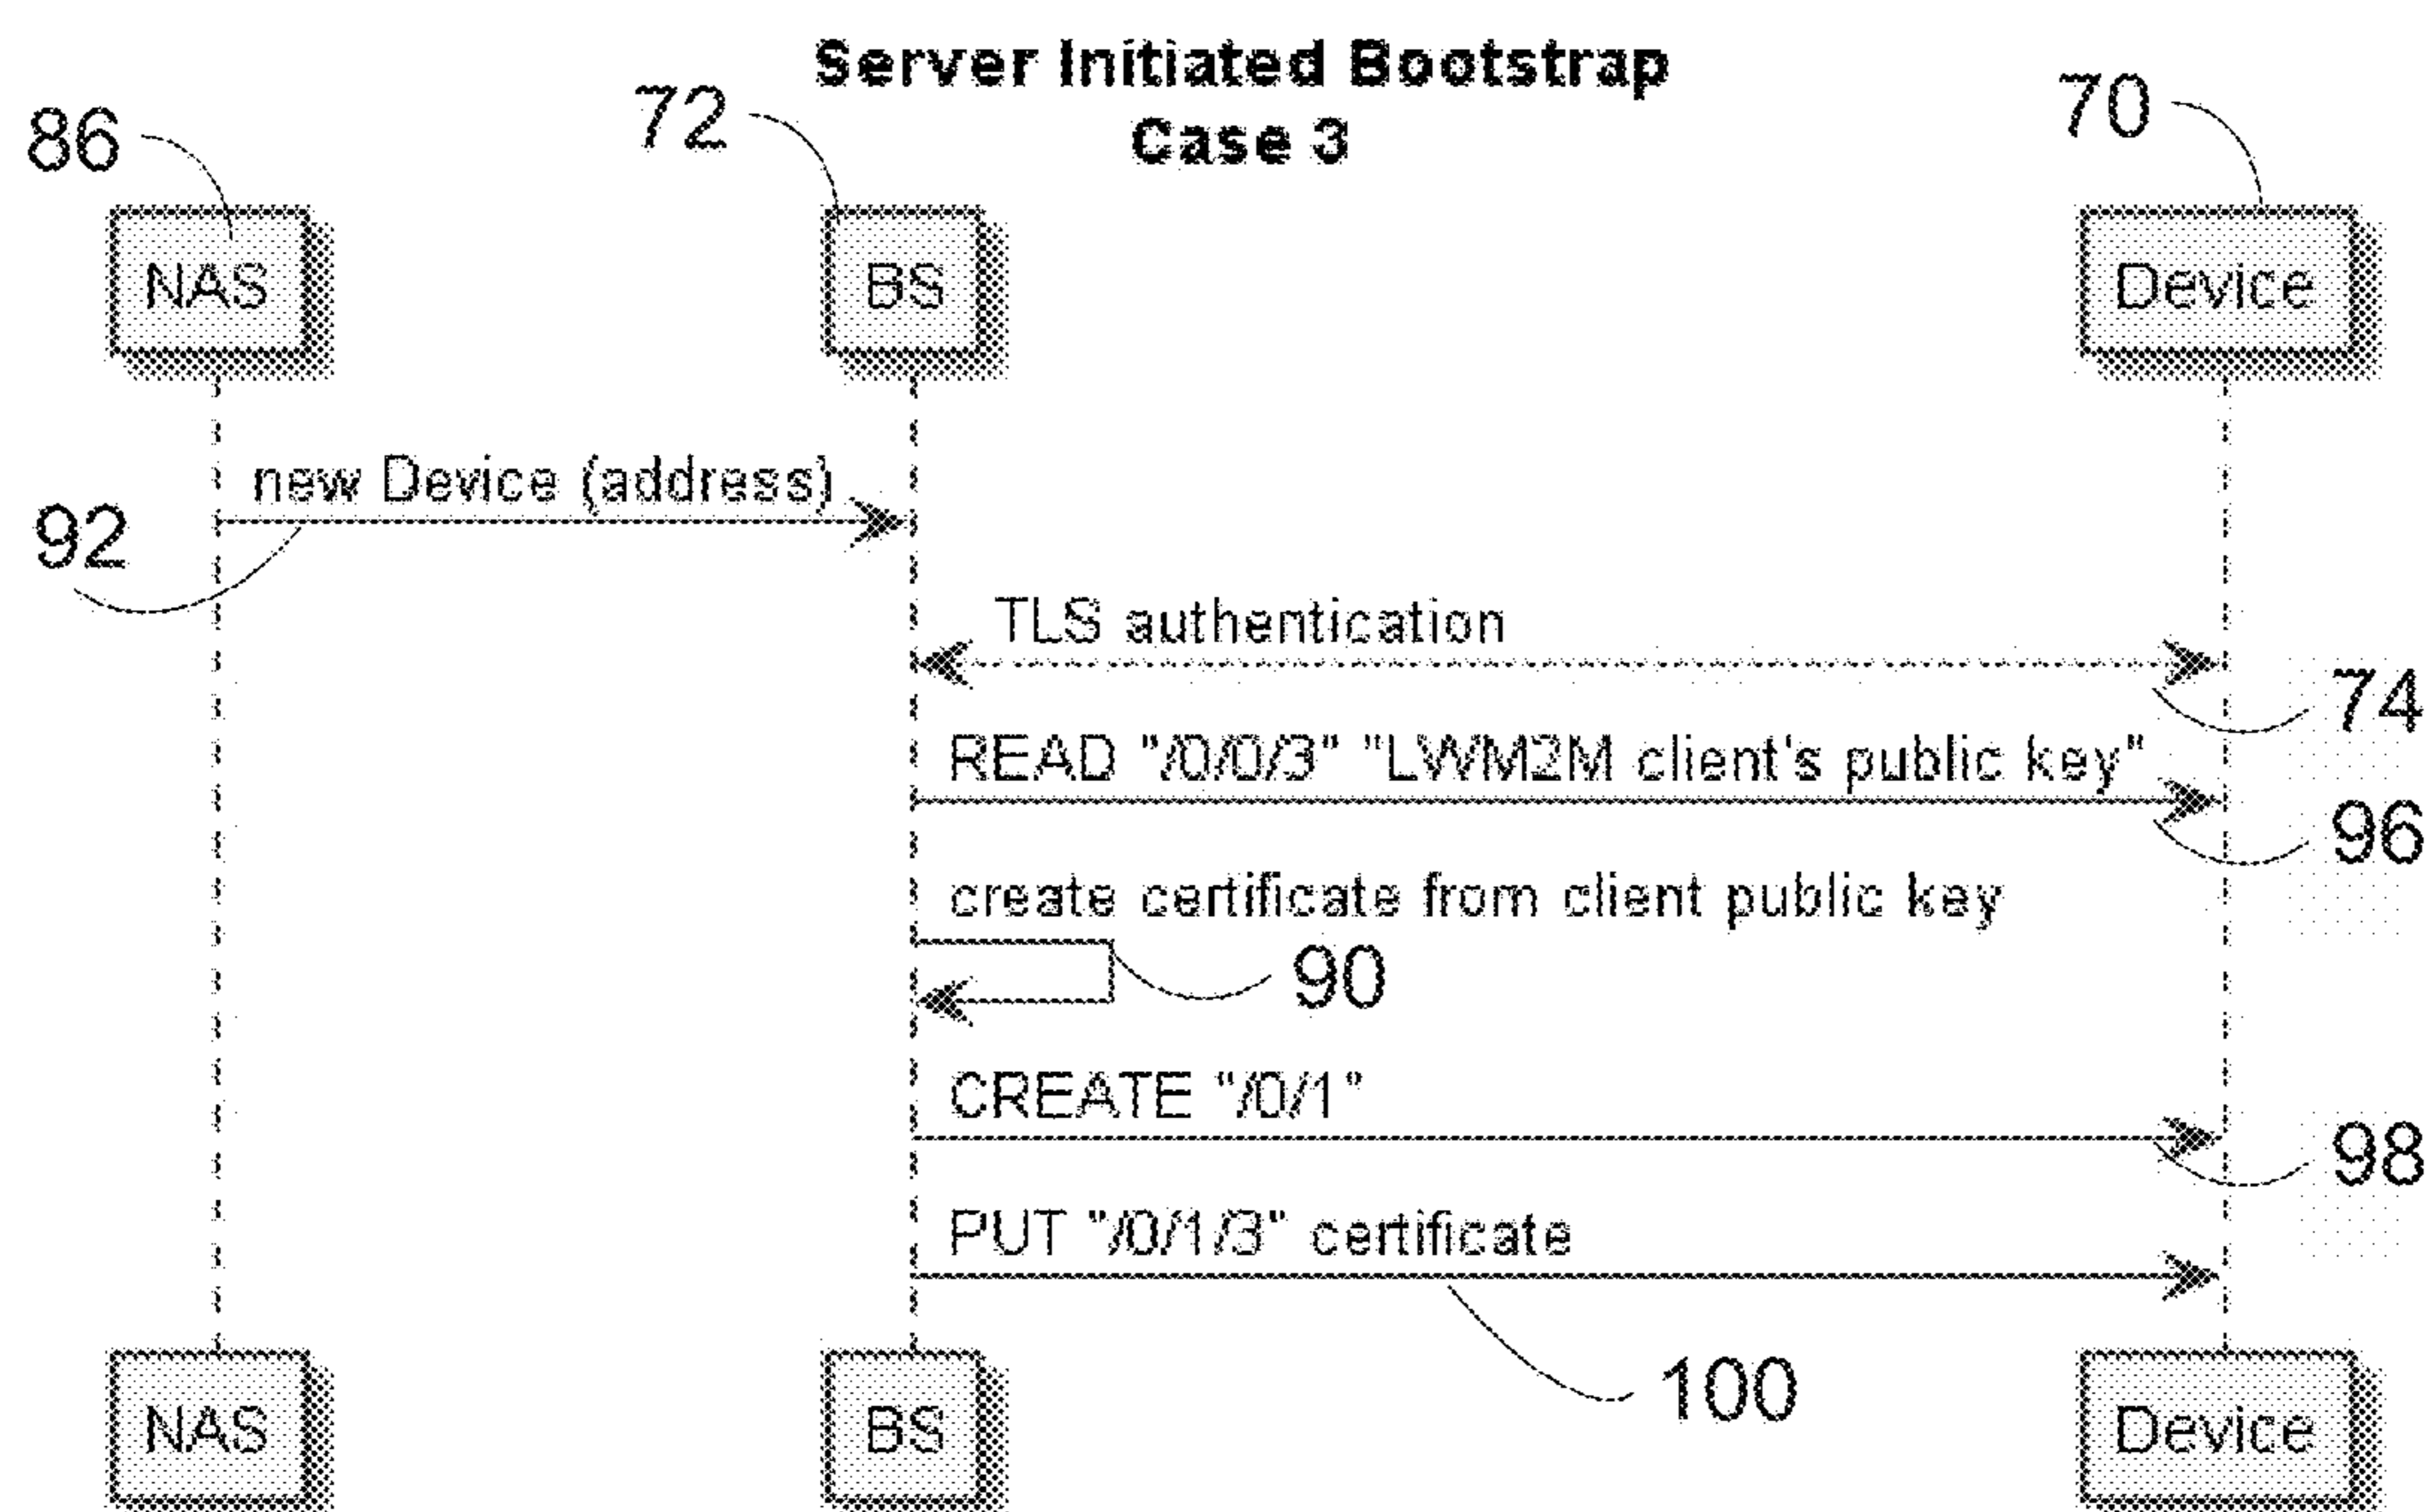 Server Initiated Bootstrap
Case 3
86
72
70
NAS
BS
Device
new Device (address)
92
TLS authentication
74
READ "/0/0/3" "LWM2M client's public key"
96
create certificate from client public key
90
CREATE "/0/1"
98
PUT "/0/1/3" certificate
100
NAS
BS
Device